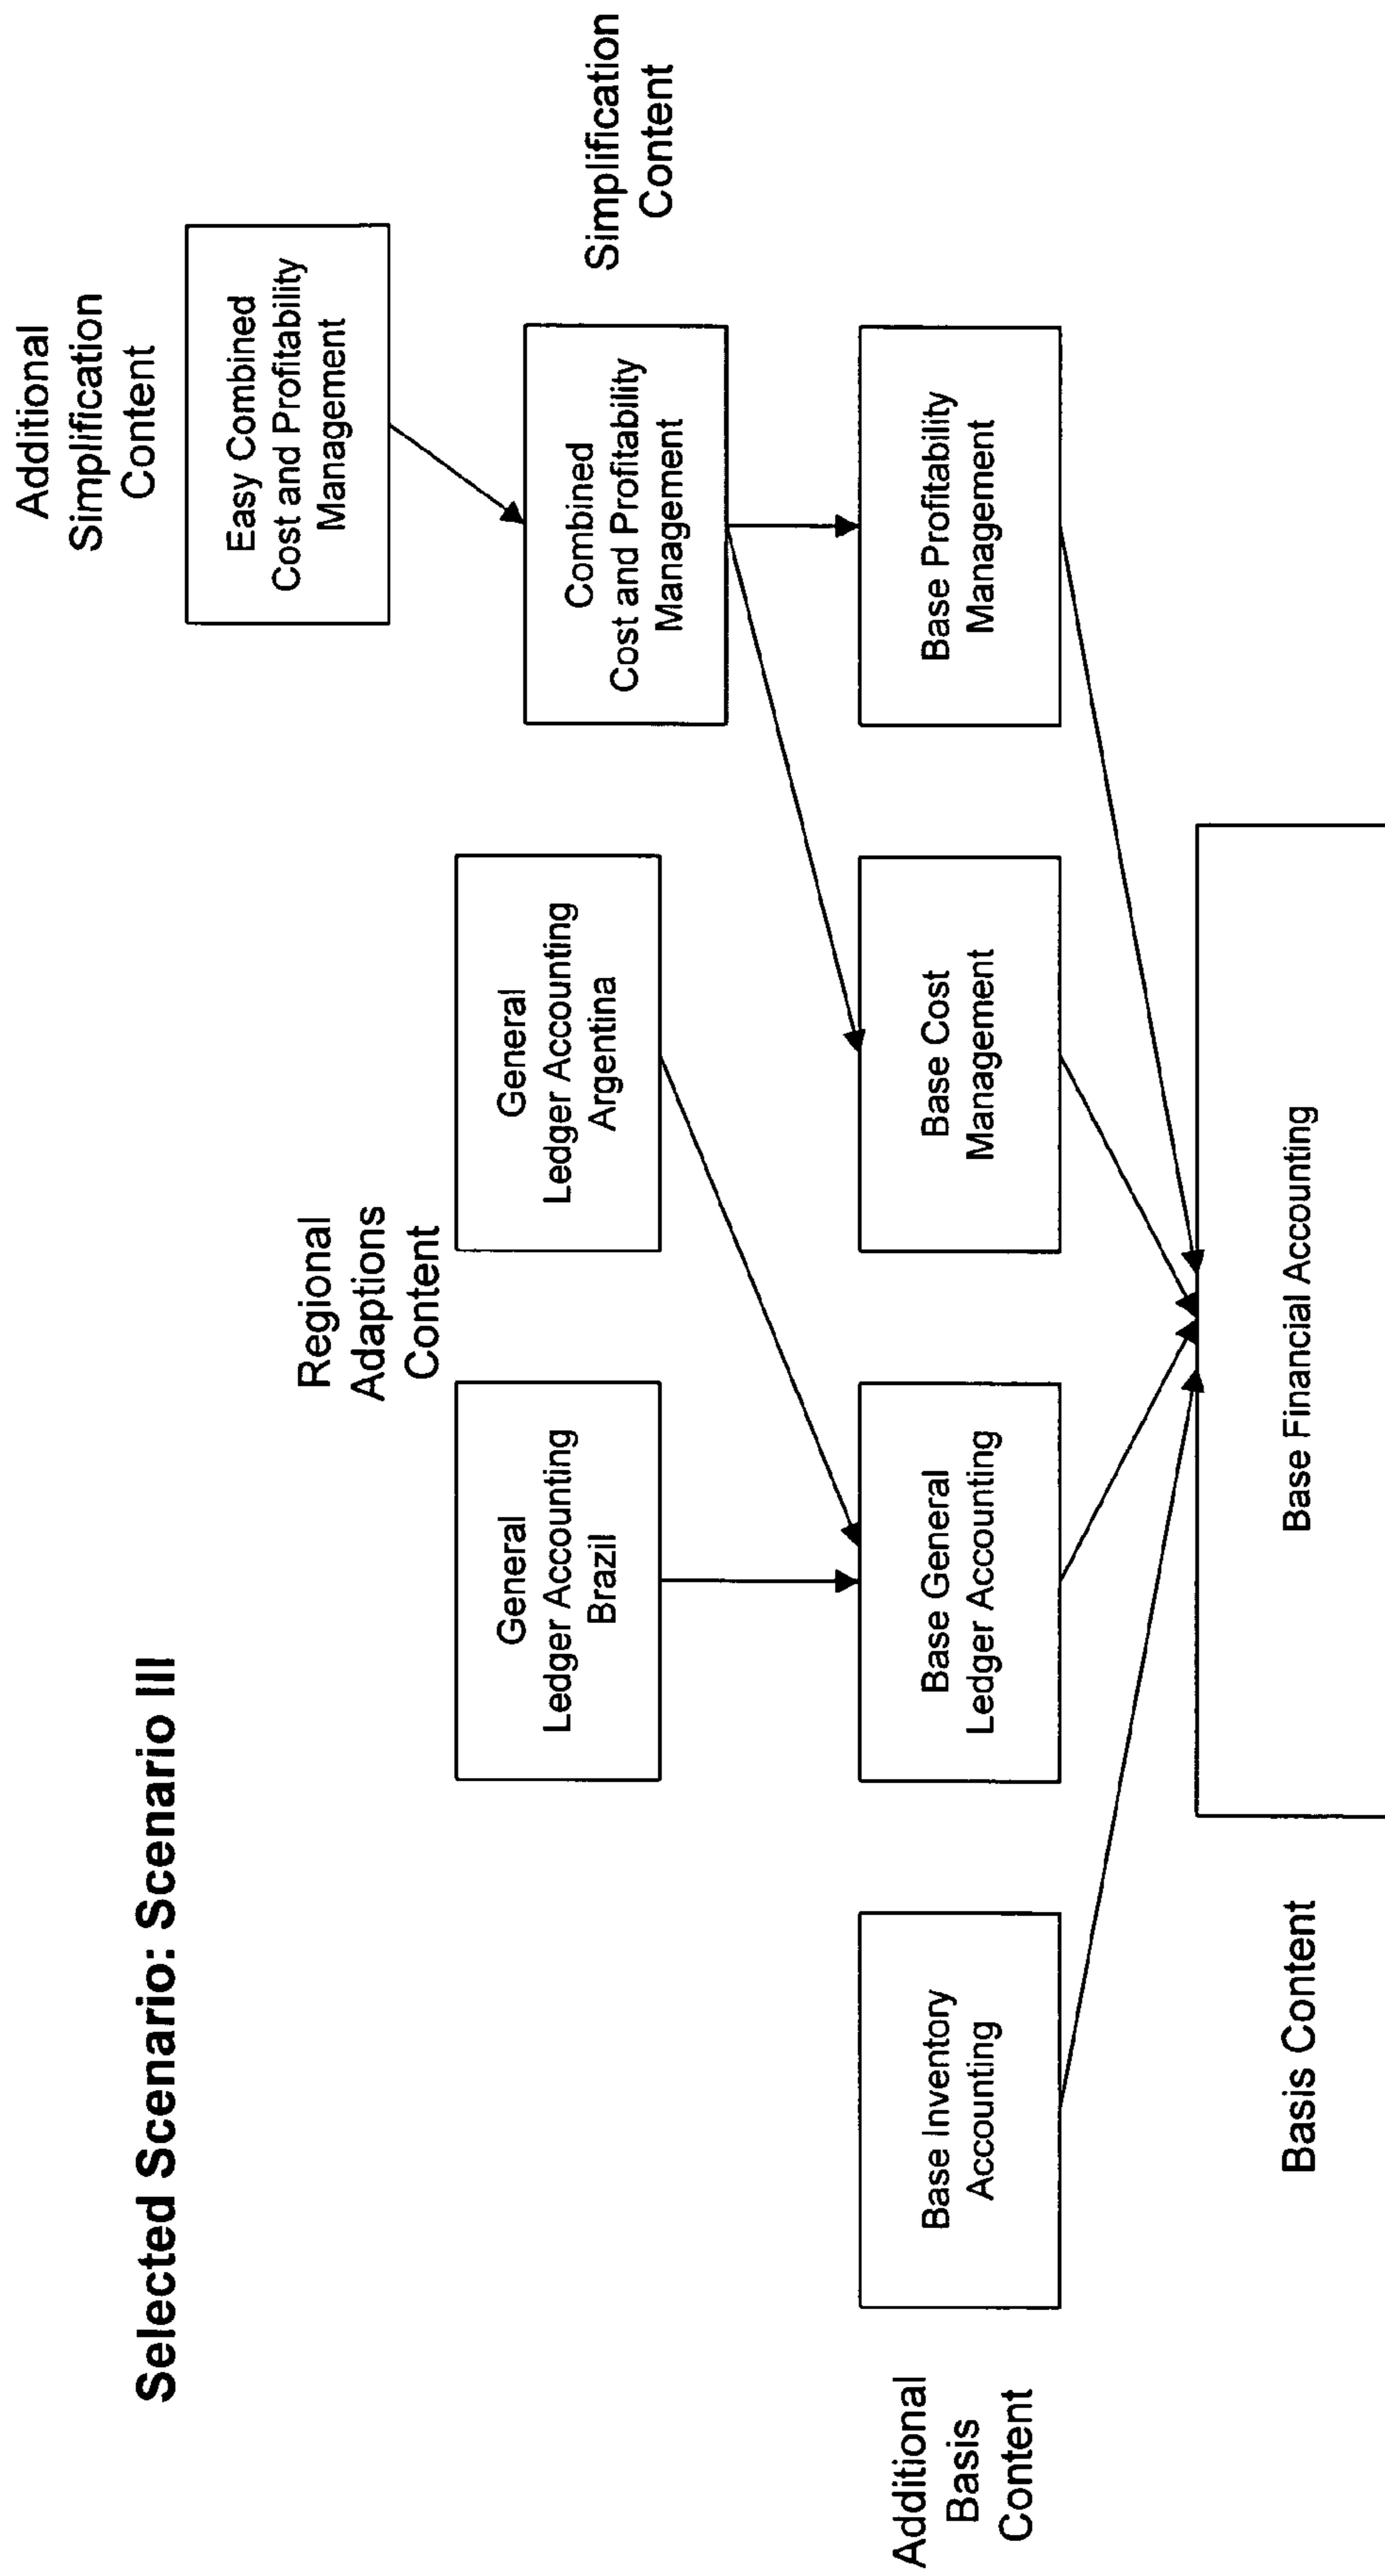 Selected Scenario: Scenario III
Additional
Simplification
Content
Easy Combined
Cost and Profitability
Management
Regional
Adaptions
Content
General
Ledger Accounting
Brazil
General
Ledger Accounting
Argentina
Combined
Cost and Profitability
Management
Simplification
Content
Additional
Basis
Content
Base Inventory
Accounting
Base General
Ledger Accounting
Base Cost
Management
Base Profitability
Management
Basis Content
Base Financial Accounting